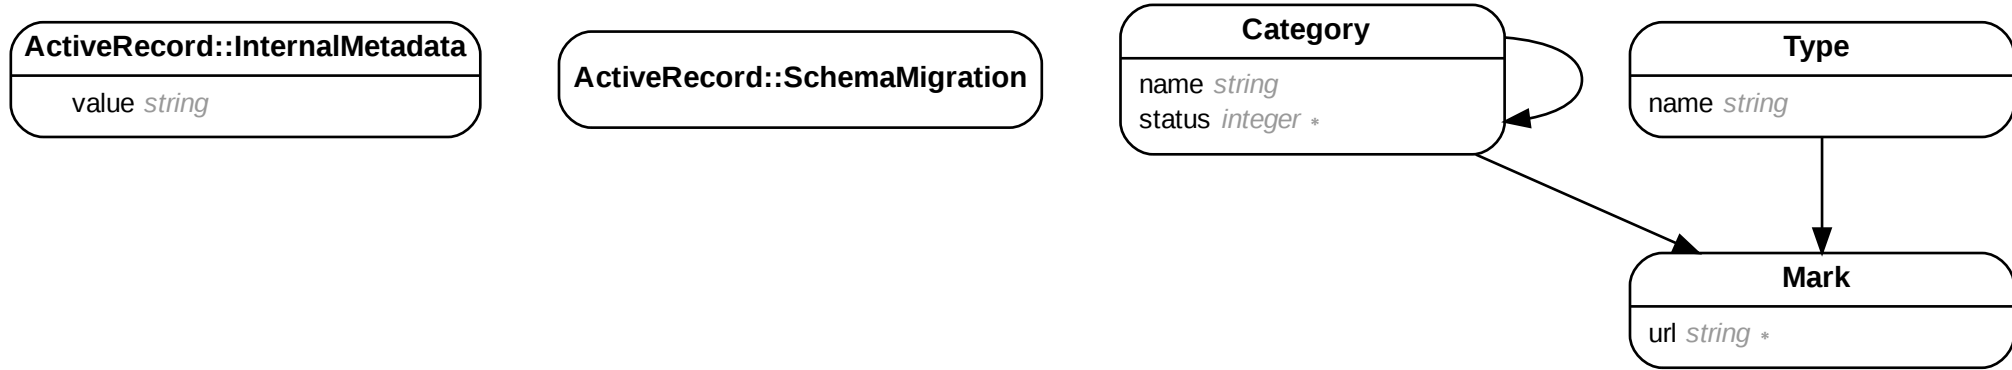 ActiveRecord::InternalMetadata
value string
ActiveRecord::SchemaMigration
Category
name string
status integer *
Type
name string
Mark
url string *